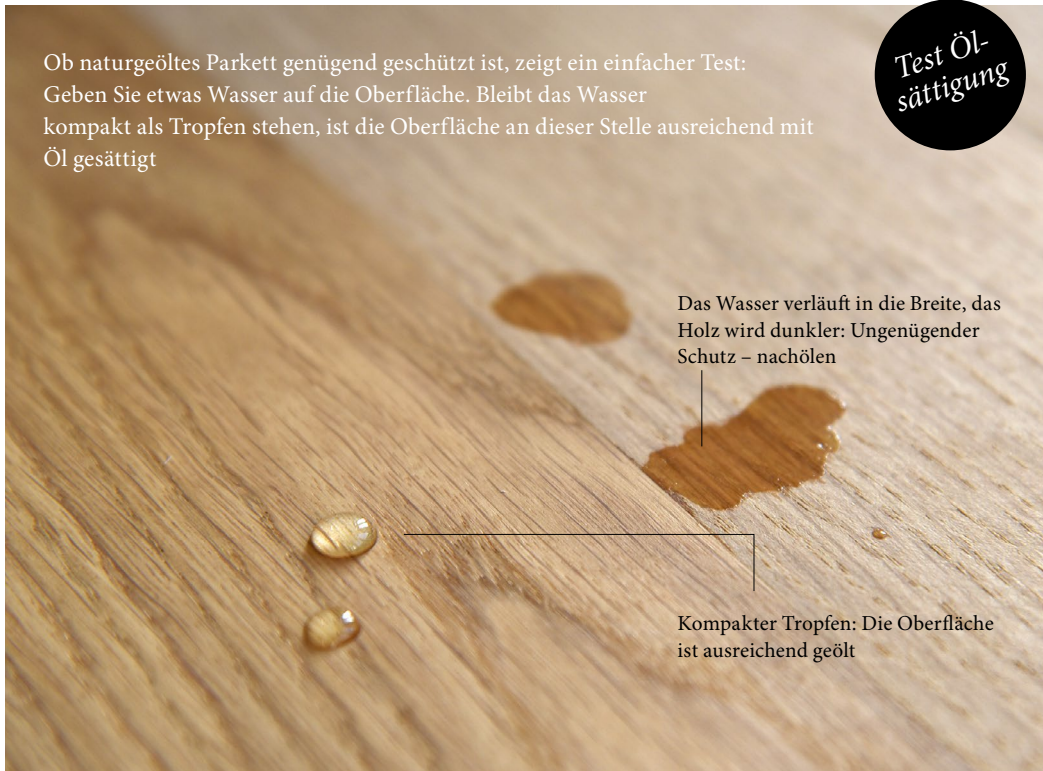 Test Öl-
sättigung
Ob naturgeöltes Parkett genügend geschützt ist, zeigt ein einfacher Test:
Geben Sie etwas Wasser auf die Oberfläche. Bleibt das Wasser
kompakt als Tropfen stehen, ist die Oberfläche an dieser Stelle ausreichend mit
Öl gesättigt
Das Wasser verläuft in die Breite, das
Holz wird dunkler: Ungenügender
Schutz – nachölen
Kompakter Tropfen: Die Oberfläche
ist ausreichend geölt